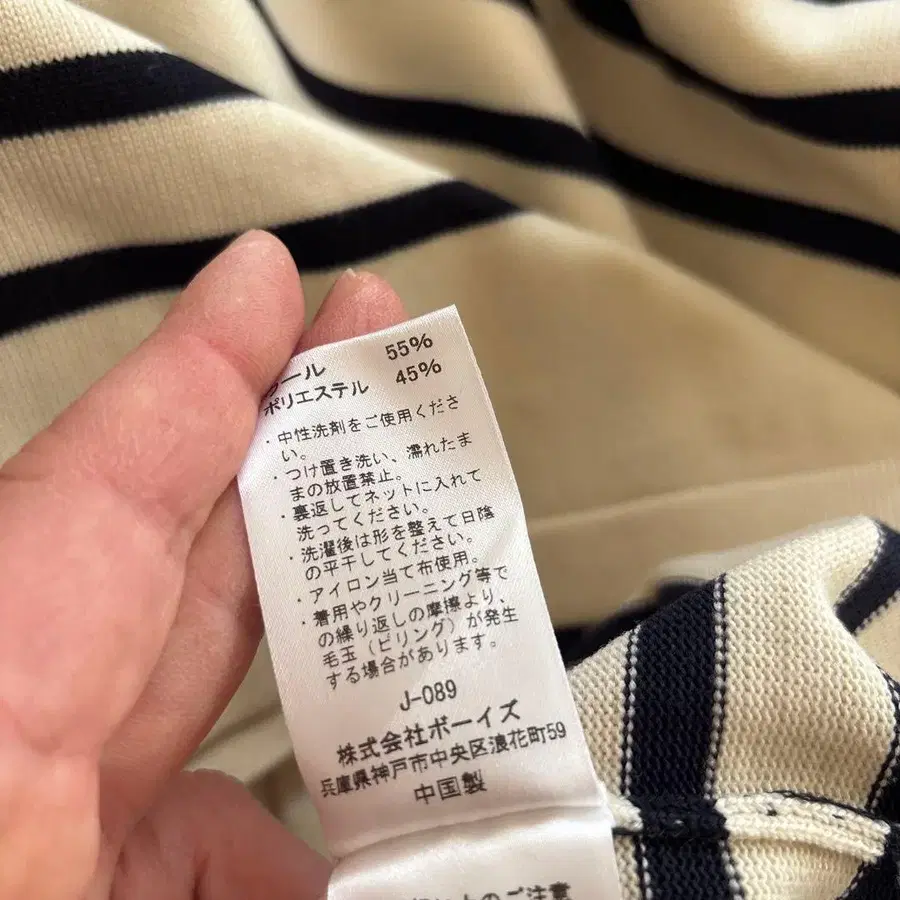 ウール 55%
ポリエステル 45%
・中性洗剤をご使用くださ
い。
・つけ置き洗い、濡れたま
まの放置禁止。
・裏返してネットに入れて
洗ってください。
・洗濯後は形を整えて日陰
の平干してください。
・アイロン当て布使用。
・着用やクリーニング等で
の繰り返しの摩擦より、
毛玉（ピリング）が発生
する場合があります。
J-089
株式会社ボーイズ
兵庫県神戸市中央区浪花町59
中国製
のご注意